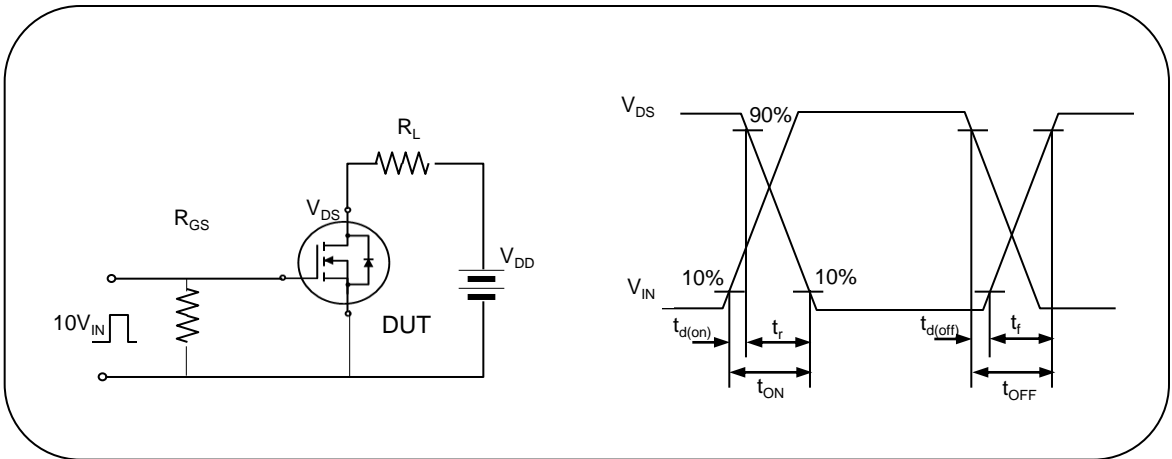 R_L
R_GS
V_DS
V_DD
10V_IN
DUT
V_DS
90%
V_IN
10%
10%
t_d(on)
t_r
t_ON
t_d(off)
t_f
t_OFF